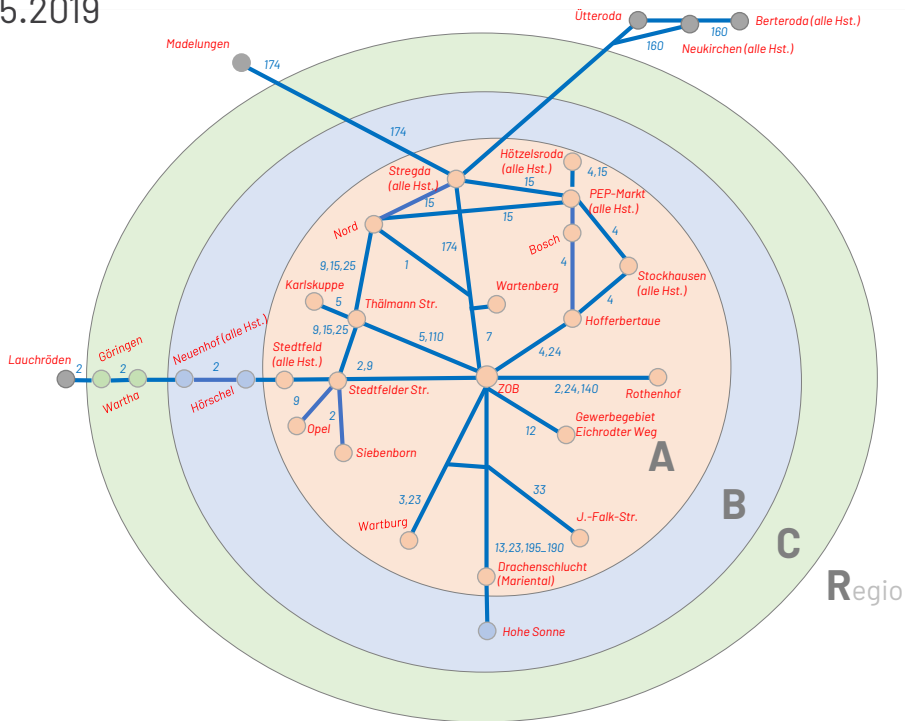 5.2019
Ütteroda
Berteroda (alle Hst.)
160
160
Neukirchen (alle Hst.)
Madelungen
174
174
Hötzelsroda
(alle Hst.)
4,15
Stregda
(alle Hst.)
15
PEP-Markt
(alle Hst.)
15
15
Nord
4
Bosch
174
9,15,25
1
4
Stockhausen
(alle Hst.)
Karlskuppe
Wartenberg
5
Thälmann Str.
4
Hofferbertaue
Neuenhof (alle Hst.)
9,15,25
5,110
7
Göringen
Stedtfeld
(alle Hst.)
4,24
Lauchröden
2
2
2
2,9
Wartha
Hörschel
Stedtfelder Str.
ZOB
2,24,140
Rothenhof
9
2
Opel
12
Gewerbegebiet
Eichrodter Weg
Siebenborn
A
33
3,23
B
Wartburg
J.-Falk-Str.
C
13,23,195_190
Drachenschlucht
(Mariental)
Regio
Hohe Sonne